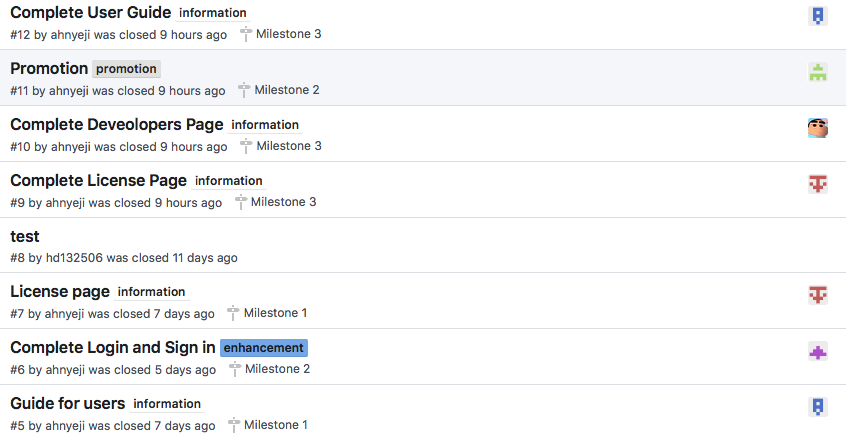 Complete User Guide information
#12 by ahnyeji was closed 9 hours ago Milestone 3
Promotion promotion
#11 by ahnyeji was closed 9 hours ago Milestone 2
Complete Deveolopers Page information
#10 by ahnyeji was closed 9 hours ago Milestone 3
Complete License Page information
#9 by ahnyeji was closed 9 hours ago Milestone 3
test
#8 by hd132506 was closed 11 days ago
License page information
#7 by ahnyeji was closed 7 days ago Milestone 1
Complete Login and Sign in enhancement
#6 by ahnyeji was closed 5 days ago Milestone 2
Guide for users information
#5 by ahnyeji was closed 7 days ago Milestone 1